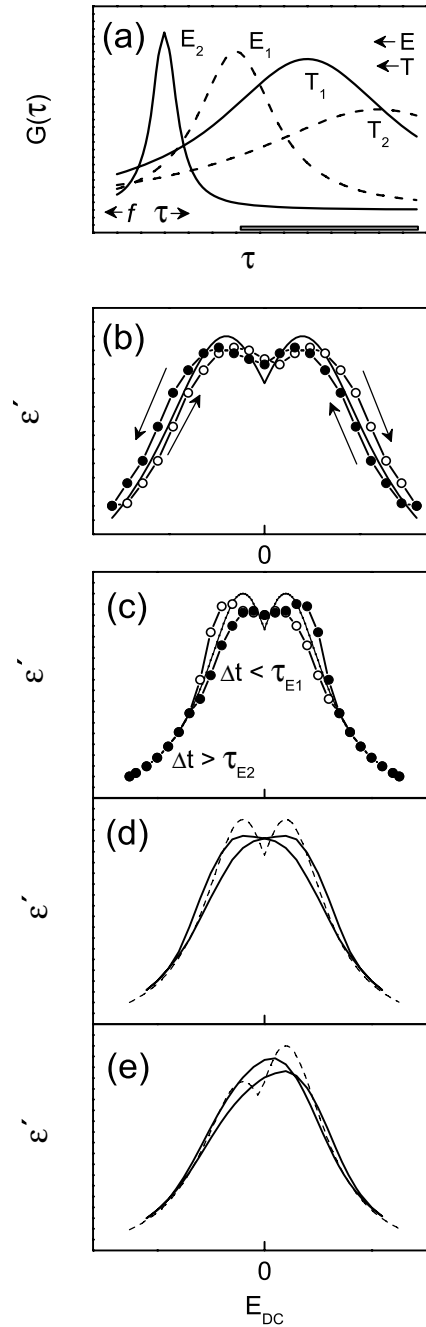 (a)
E₂
E₁
← E
← T
T₁
T₂
G(τ)
← f τ →
τ
(b)
ε′
0
(c)
ε′
Δt < τE1
Δt > τE2
(d)
ε′
(e)
ε′
0
EDC